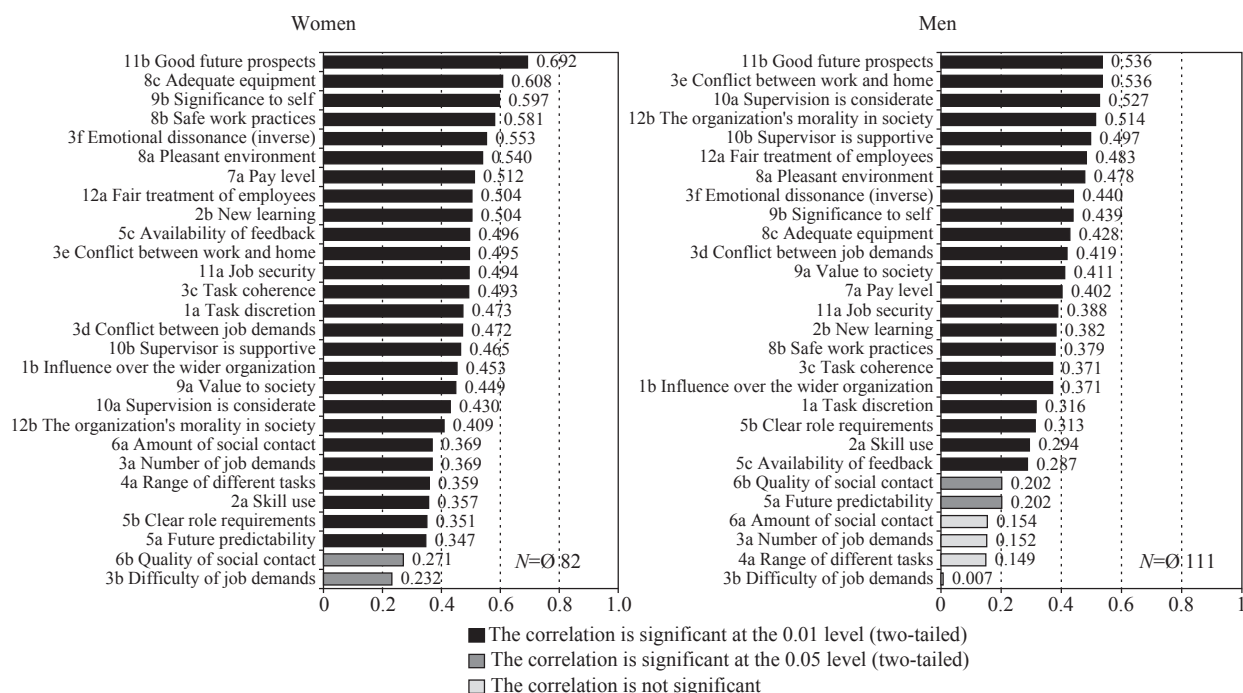 Women
11b Good future prospects 0.692
8c Adequate equipment 0.608
9b Significance to self 0.597
8b Safe work practices 0.581
3f Emotional dissonance (inverse) 0.553
8a Pleasant environment 0.540
7a Pay level 0.512
12a Fair treatment of employees 0.504
2b New learning 0.504
5c Availability of feedback 0.496
3e Conflict between work and home 0.495
11a Job security 0.494
3c Task coherence 0.493
1a Task discretion 0.473
3d Conflict between job demands 0.472
10b Supervisor is supportive 0.465
1b Influence over the wider organization 0.453
9a Value to society 0.449
10a Supervision is considerate 0.430
12b The organization's morality in society 0.409
6a Amount of social contact 0.369
3a Number of job demands 0.369
4a Range of different tasks 0.359
2a Skill use 0.357
5b Clear role requirements 0.351
5a Future predictability 0.347
6b Quality of social contact 0.271 N=Ø 82
3b Difficulty of job demands 0.232
0 0.2 0.4 0.6 0.8 1.0
Men
11b Good future prospects 0.536
3e Conflict between work and home 0.536
10a Supervision is considerate 0.527
12b The organization's morality in society 0.514
10b Supervisor is supportive 0.497
12a Fair treatment of employees 0.483
8a Pleasant environment 0.478
3f Emotional dissonance (inverse) 0.440
9b Significance to self 0.439
8c Adequate equipment 0.428
3d Conflict between job demands 0.419
9a Value to society 0.411
7a Pay level 0.402
11a Job security 0.388
2b New learning 0.382
8b Safe work practices 0.379
3c Task coherence 0.371
1b Influence over the wider organization 0.371
1a Task discretion 0.316
5b Clear role requirements 0.313
2a Skill use 0.294
5c Availability of feedback 0.287
6b Quality of social contact 0.202
5a Future predictability 0.202
6a Amount of social contact 0.154
3a Number of job demands 0.152
4a Range of different tasks 0.149 N=Ø 111
3b Difficulty of job demands 0.007
0 0.2 0.4 0.6 0.8 1
The correlation is significant at the 0.01 level (two-tailed)
The correlation is significant at the 0.05 level (two-tailed)
The correlation is not significant